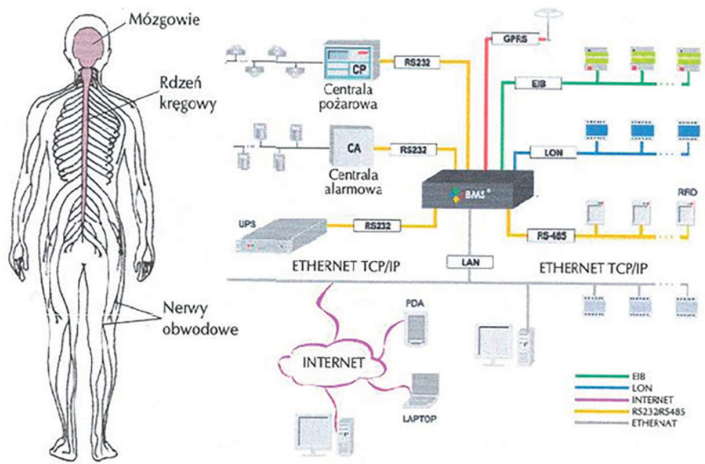 Mózgowie
Rdzeń
kręgowy
Nerwy
obwodowe
GPRS
CP
RS232
Centrala
pożarowa
EIB
CA
RS232
Centrala
alarmowa
LON
BMS
RFID
UPS
RS232
RS-485
LAN
ETHERNET TCP/IP
ETHERNET TCP/IP
PDA
INTERNET
LAPTOP
EIB
LON
INTERNET
RS232RS485
ETHERNAT